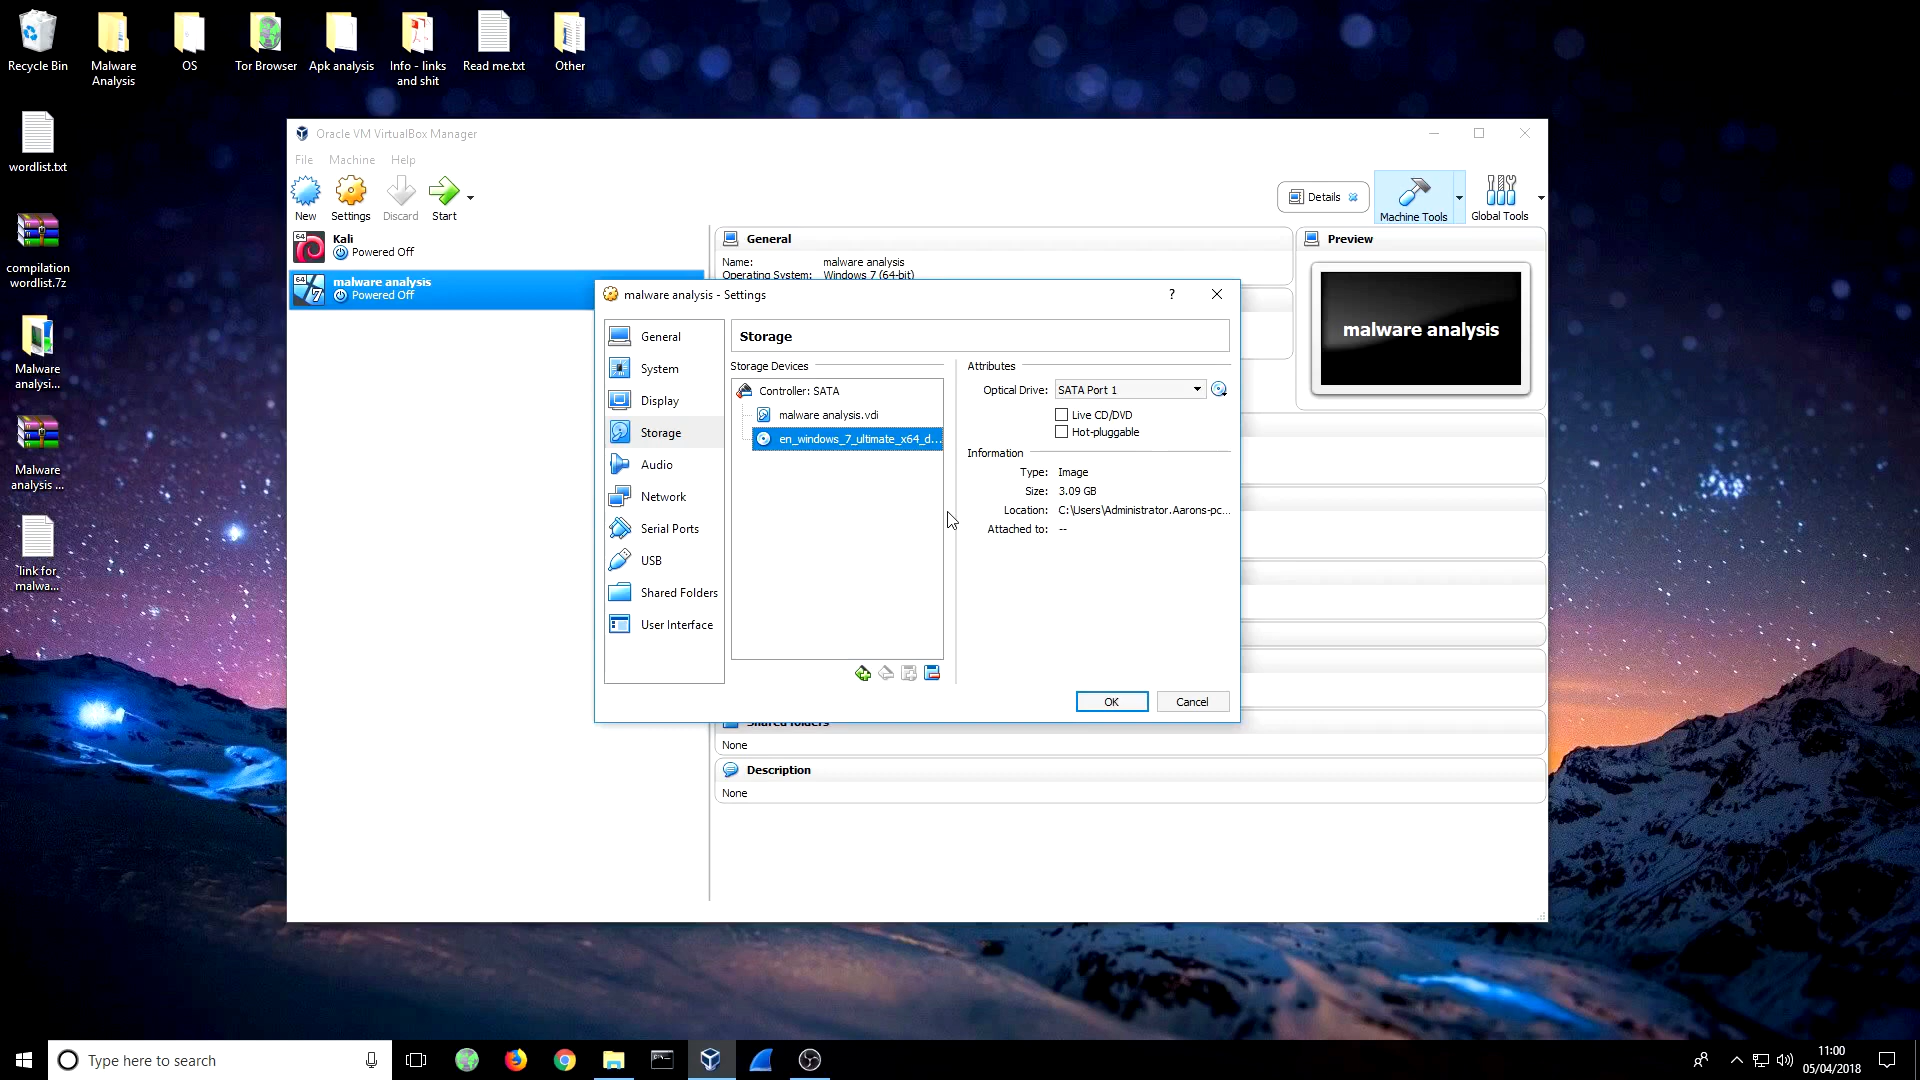 Recycle Bin
Malware
Analysis
OS
Tor Browser
Apk analysis
Info - links
and shit
Read me.txt
Other
wordlist.txt
compilation
wordlist.7z
Malware
analysi...
Malware
analysis ...
link for
malwa...
Oracle VM VirtualBox Manager
File
Machine
Help
New
Settings
Discard
Start
Details
Machine Tools
Global Tools
64
Kali
Powered Off
64
7
malware analysis
Powered Off
General
Name:
malware analysis
Operating System:
Windows 7 (64-bit)
Preview
malware analysis
malware analysis - Settings
?
General
System
Display
Storage
Audio
Network
Serial Ports
USB
Shared Folders
User Interface
Storage
Storage Devices
Controller: SATA
malware analysis.vdi
en_windows_7_ultimate_x64_d...
Attributes
Optical Drive:
SATA Port 1
Live CD/DVD
Hot-pluggable
Information
Type:
Image
Size:
3.09 GB
Location:
C:\Users\Administrator.Aarons-pc...
Attached to:
--
OK
Cancel
Shared folders
None
Description
None
Type here to search
11:00
05/04/2018